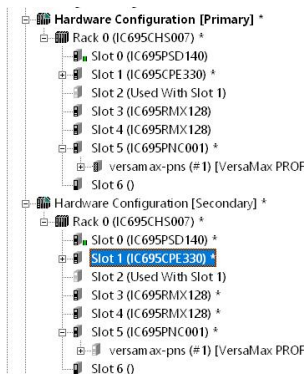 Hardware Configuration [Primary] *
Rack 0 (IC695CHS007) *
Slot 0 (IC695PSD140)
Slot 1 (IC695CPE330) *
Slot 2 (Used With Slot 1)
Slot 3 (IC695RMX128)
Slot 4 (IC695RMX128)
Slot 5 (IC695PNC001) *
versamax-pns (#1) [VersaMax PROF
Slot 6 ()
Hardware Configuration [Secondary] *
Rack 0 (IC695CHS007) *
Slot 0 (IC695PSD140) *
Slot 1 (IC695CPE330) *
Slot 2 (Used With Slot 1)
Slot 3 (IC695RMX128) *
Slot 4 (IC695RMX128) *
Slot 5 (IC695PNC001) *
versamax-pns (#1) [VersaMax PROF
Slot 6 ()